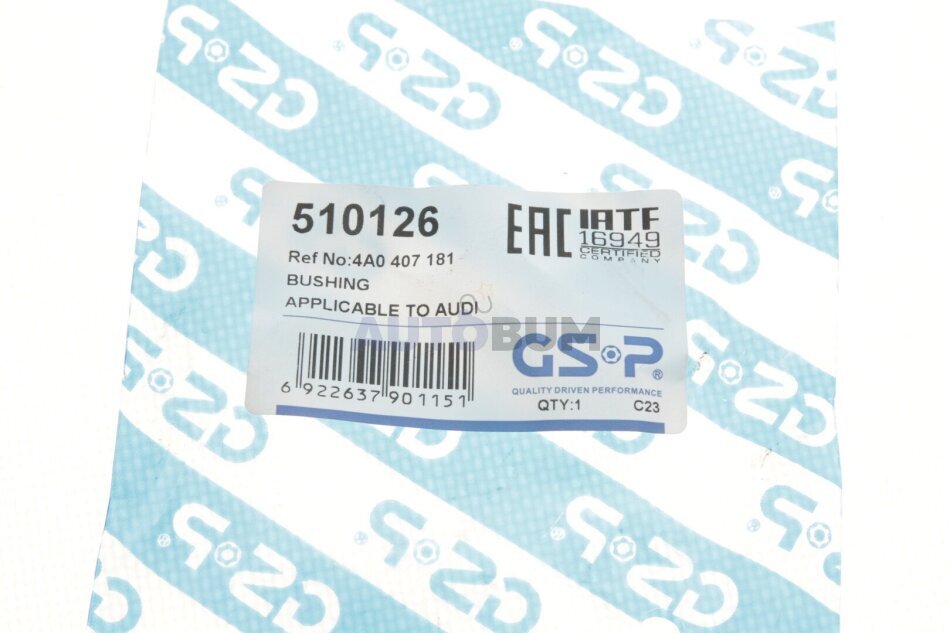 510126
EAC IATF
16949
CERTIFIED
COMPANY
Ref No:4A0 407 181
BUSHING
APPLICABLE TO AUDI
AUTOBUM
GSP®
QUALITY DRIVEN PERFORMANCE
6 922637 901151
QTY:1 C23